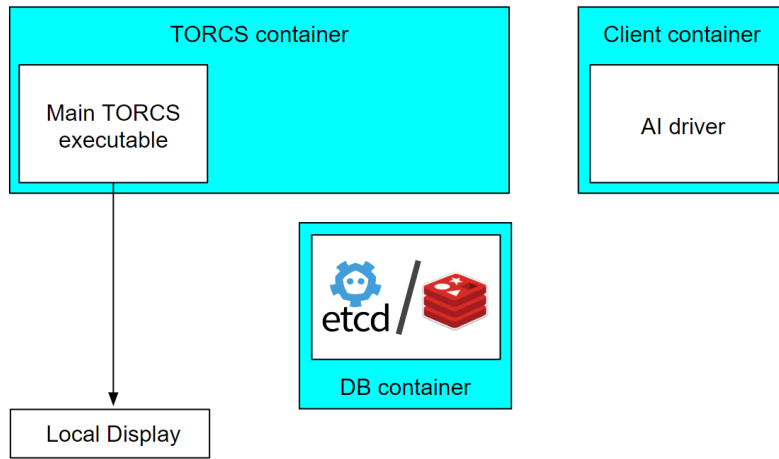 TORCS container
Client container
Main TORCS
executable
AI driver
etcd
DB container
Local Display